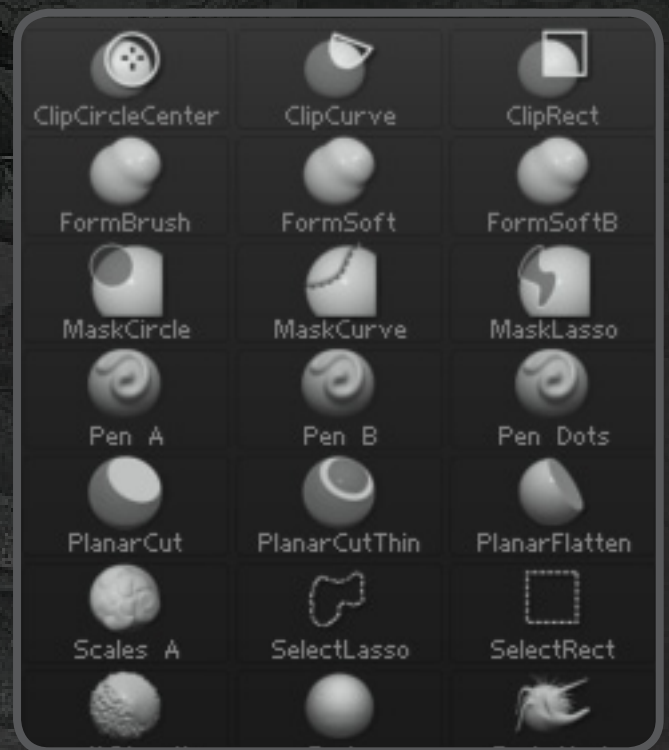 ClipCircleCenter ClipCurve ClipRect
FormBrush FormSoft FormSoftB
MaskCircle MaskCurve MaskLasso
Pen A Pen B Pen Dots
PlanarCut PlanarCutThin PlanarFlatten
Scales A SelectLasso SelectRect